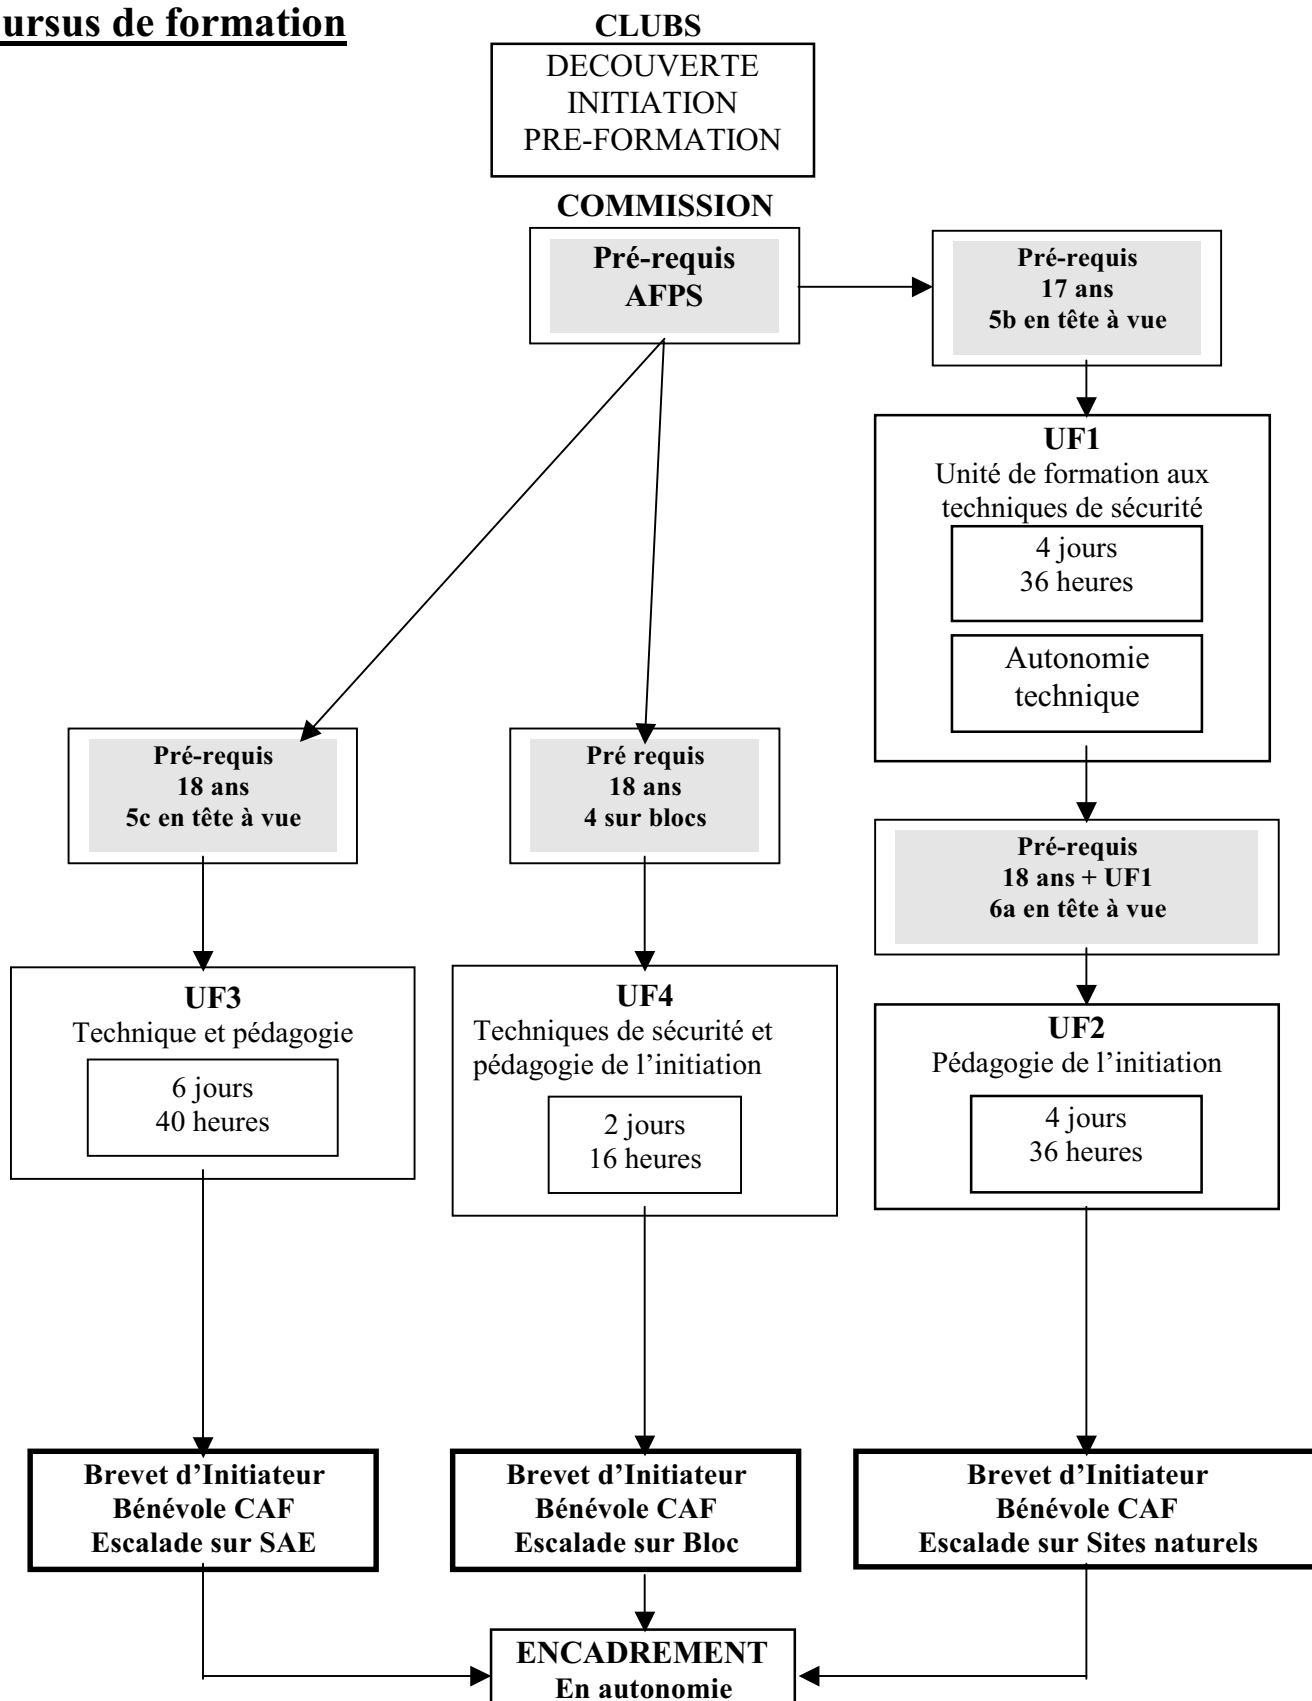 ursus de formation
CLUBS
DECOUVERTE
INITIATION
PRE-FORMATION
COMMISSION
Pré-requis
AFPS
Pré-requis
17 ans
5b en tête à vue
UF1
Unité de formation aux
techniques de sécurité
4 jours
36 heures
Autonomie
technique
Pré-requis
18 ans
5c en tête à vue
Pré requis
18 ans
4 sur blocs
Pré-requis
18 ans + UF1
6a en tête à vue
UF3
Technique et pédagogie
6 jours
40 heures
UF4
Techniques de sécurité et
pédagogie de l’initiation
2 jours
16 heures
UF2
Pédagogie de l’initiation
4 jours
36 heures
Brevet d’Initiateur
Bénévole CAF
Escalade sur SAE
Brevet d’Initiateur
Bénévole CAF
Escalade sur Bloc
Brevet d’Initiateur
Bénévole CAF
Escalade sur Sites naturels
ENCADREMENT
En autonomie